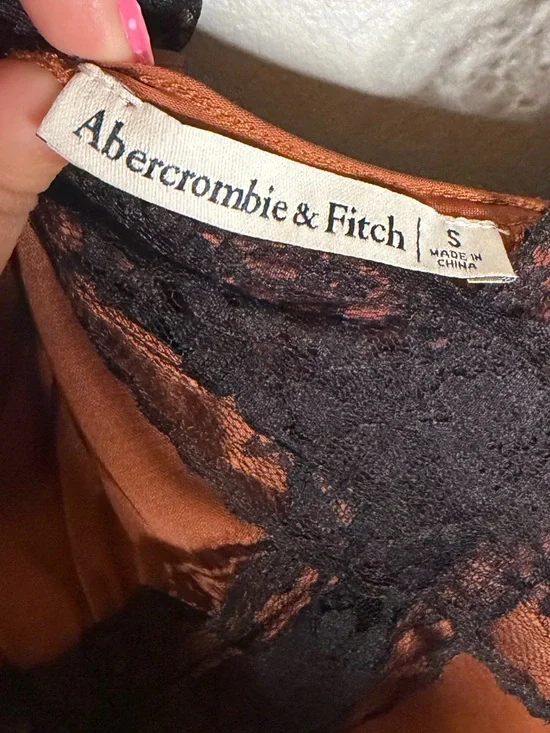 Abercrombie & Fitch
S
MADE IN
CHINA